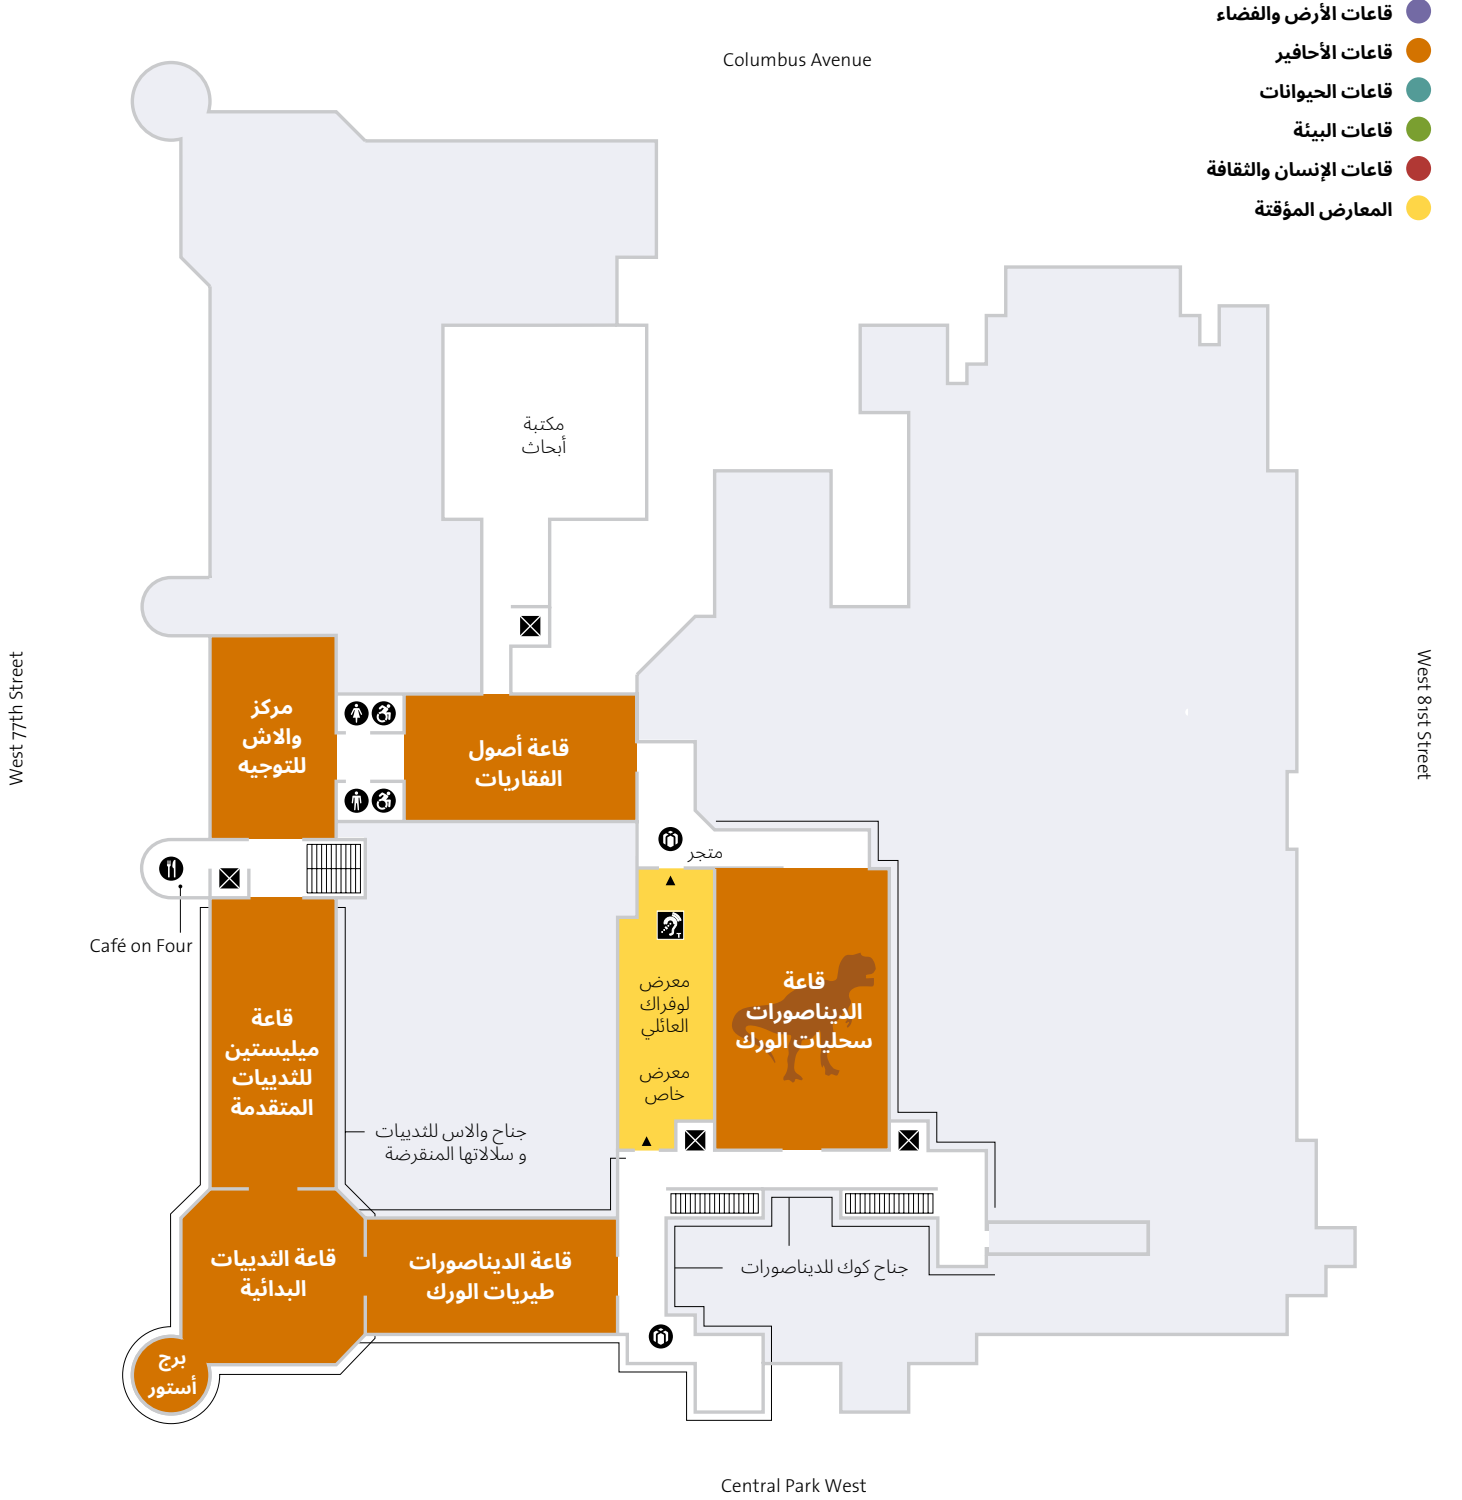 قاعات الأرض والفضاء
قاعات الأحافير
قاعات الحيوانات
قاعات البيئة
قاعات الإنسان والثقافة
المعارض المؤقتة
Columbus Avenue
West 77th Street
West 81st Street
مكتبة
أبحاث
مركز
والاش
للتوجيه
قاعة أصول
الفقاريات
متجر
Café on Four
معرض
لوفراك
العائلي
معرض
خاص
قاعة
الديناصورات
سحليات الورك
قاعة
ميليستين
للثدييات
المتقدمة
جناح والاس للثدييات
و سلالاتها المنقرضة
قاعة الثدييات
البدائية
قاعة الديناصورات
طيريات الورك
جناح كوك للديناصورات
برج
أستور
Central Park West